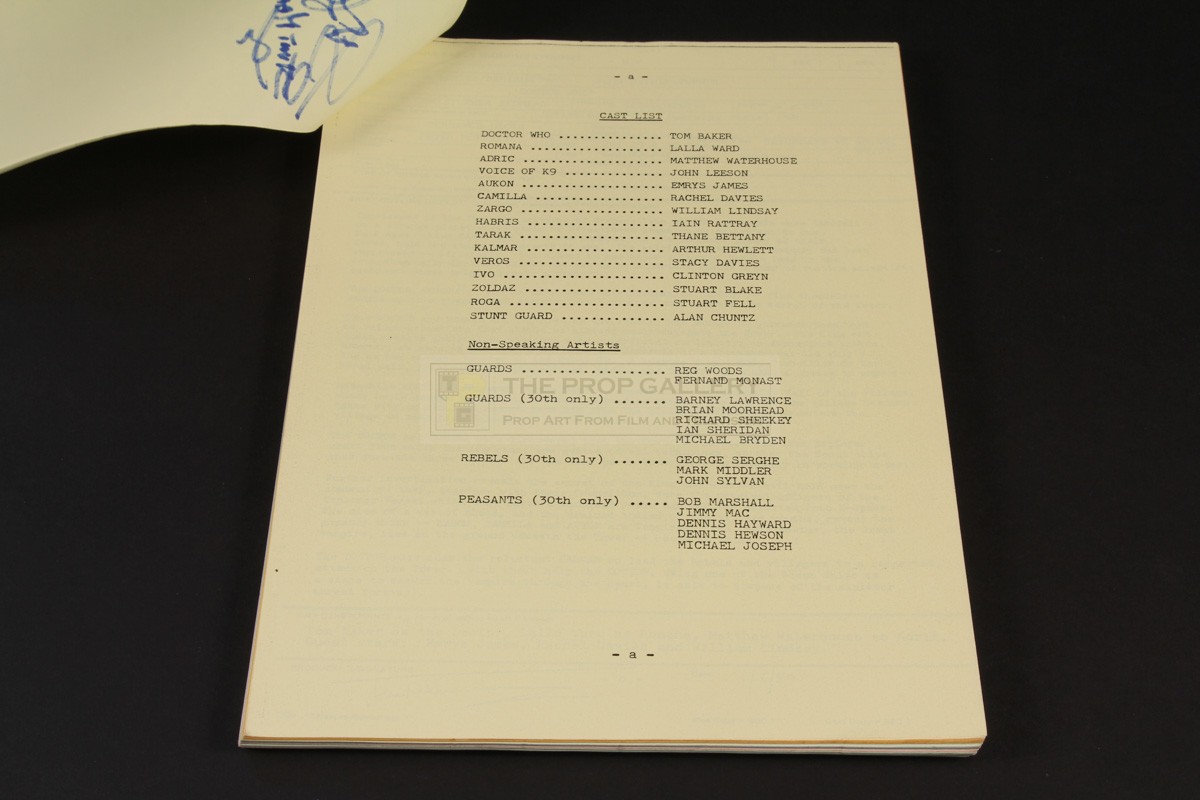 - a -
CAST LIST
DOCTOR WHO ............... TOM BAKER
ROMANA ................... LALLA WARD
ADRIC .................... MATTHEW WATERHOUSE
VOICE OF K9 .............. JOHN LEESON
AUKON .................... EMRYS JAMES
CAMILLA .................. RACHEL DAVIES
ZARGO .................... WILLIAM LINDSAY
HABRIS ................... IAIN RATTRAY
TARAK .................... THANE BETTANY
KALMAR ................... ARTHUR HEWLETT
VEROS .................... STACY DAVIES
IVO ...................... CLINTON GREYN
ZOLDAZ ................... STUART BLAKE
ROGA ..................... STUART FELL
STUNT GUARD .............. ALAN CHUNTZ
Non-Speaking Artists
GUARDS ................... REG WOODS
FERNAND MONAST
GUARDS (30th only) ....... BARNEY LAWRENCE
BRIAN MOORHEAD
RICHARD SHEEKEY
IAN SHERIDAN
MICHAEL BRYDEN
REBELS (30th only) ....... GEORGE SERGHE
MARK MIDDLER
JOHN SYLVAN
PEASANTS (30th only) ..... BOB MARSHALL
JIMMY MAC
DENNIS HAYWARD
DENNIS HEWSON
MICHAEL JOSEPH
- a -
THE PROP GALLERY
PROP ART FROM FILM AND